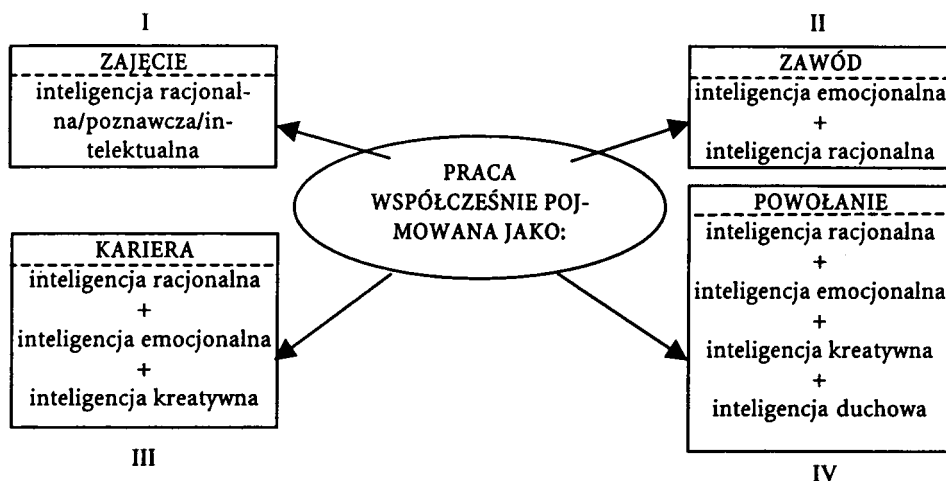 I
ZAJĘCIE
inteligencja racjonal-
na/poznawcza/in-
telektualna
II
ZAWÓD
inteligencja emocjonalna
+
inteligencja racjonalna
PRACA
WSPÓŁCZEŚNIE POJ-
MOWANA JAKO:
KARIERA
inteligencja racjonalna
+
inteligencja emocjonalna
+
inteligencja kreatywna
III
POWOŁANIE
inteligencja racjonalna
+
inteligencja emocjonalna
+
inteligencja kreatywna
+
inteligencja duchowa
IV